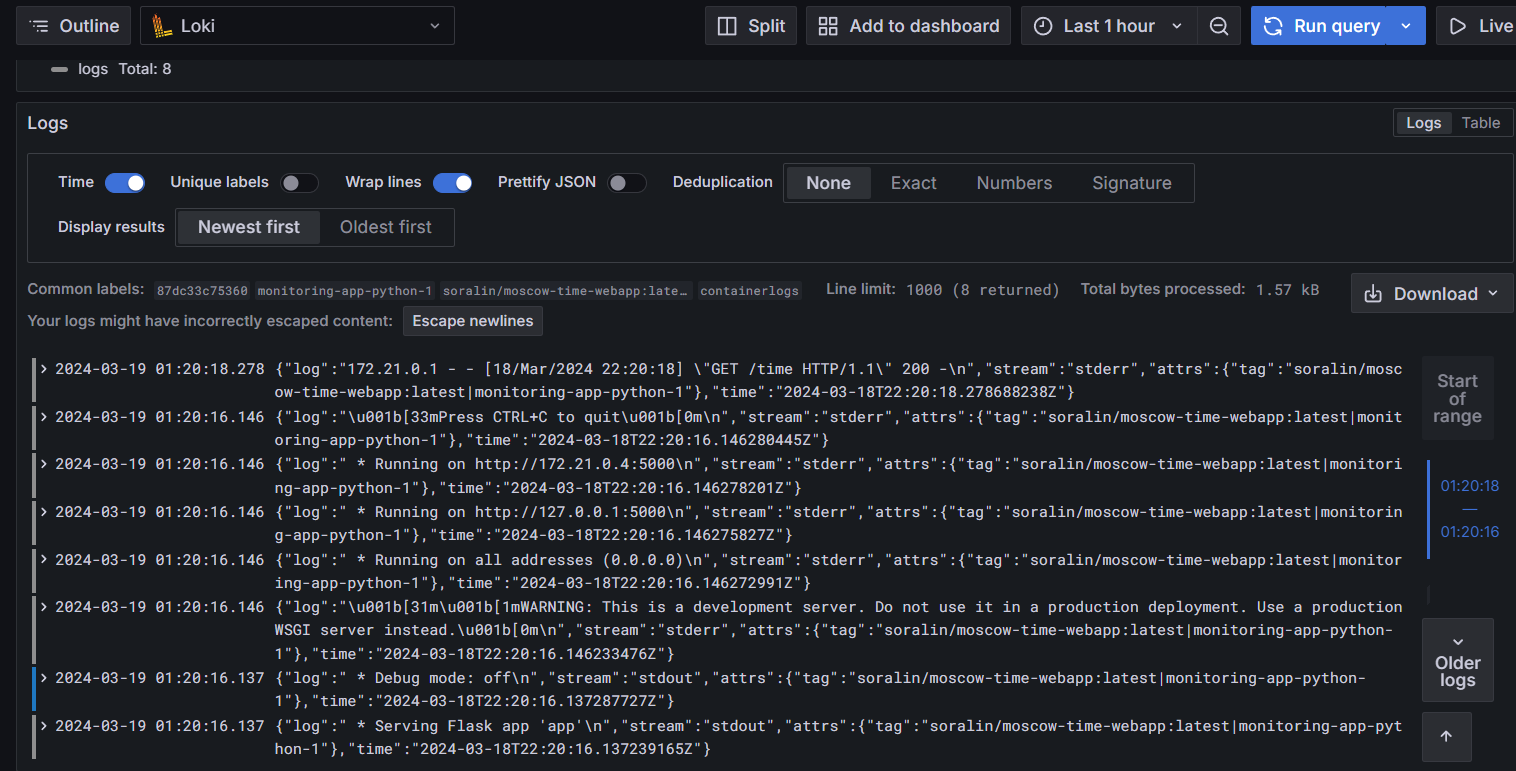 Outline Loki Split Add to dashboard Last 1 hour Run query Live
logs Total: 8
Logs Logs Table
Time Unique labels Wrap lines Prettify JSON Deduplication None Exact Numbers Signature
Display results Newest first Oldest first
Common labels: 87dc33c75360 monitoring-app-python-1 soralin/moscow-time-webapp:late… containerlogs Line limit: 1000 (8 returned) Total bytes processed: 1.57 kB Download
Your logs might have incorrectly escaped content: Escape newlines
2024-03-19 01:20:18.278 {"log":"172.21.0.1 - - [18/Mar/2024 22:20:18] \"GET /time HTTP/1.1\" 200 -\n","stream":"stderr","attrs":{"tag":"soralin/mosc
ow-time-webapp:latest|monitoring-app-python-1"},"time":"2024-03-18T22:20:18.278688238Z"}
2024-03-19 01:20:16.146 {"log":"\u001b[33mPress CTRL+C to quit\u001b[0m\n","stream":"stderr","attrs":{"tag":"soralin/moscow-time-webapp:latest|monit
oring-app-python-1"},"time":"2024-03-18T22:20:16.146280445Z"}
2024-03-19 01:20:16.146 {"log":" * Running on http://172.21.0.4:5000\n","stream":"stderr","attrs":{"tag":"soralin/moscow-time-webapp:latest|monitori
ng-app-python-1"},"time":"2024-03-18T22:20:16.146278201Z"}
2024-03-19 01:20:16.146 {"log":" * Running on http://127.0.0.1:5000\n","stream":"stderr","attrs":{"tag":"soralin/moscow-time-webapp:latest|monitorin
g-app-python-1"},"time":"2024-03-18T22:20:16.146275827Z"}
2024-03-19 01:20:16.146 {"log":" * Running on all addresses (0.0.0.0)\n","stream":"stderr","attrs":{"tag":"soralin/moscow-time-webapp:latest|monitor
ing-app-python-1"},"time":"2024-03-18T22:20:16.146272991Z"}
2024-03-19 01:20:16.146 {"log":"\u001b[31m\u001b[1mWARNING: This is a development server. Do not use it in a production deployment. Use a production
WSGI server instead.\u001b[0m\n","stream":"stderr","attrs":{"tag":"soralin/moscow-time-webapp:latest|monitoring-app-python-
1"},"time":"2024-03-18T22:20:16.146233476Z"}
2024-03-19 01:20:16.137 {"log":" * Debug mode: off\n","stream":"stdout","attrs":{"tag":"soralin/moscow-time-webapp:latest|monitoring-app-python-
1"},"time":"2024-03-18T22:20:16.137287727Z"}
2024-03-19 01:20:16.137 {"log":" * Serving Flask app 'app'\n","stream":"stdout","attrs":{"tag":"soralin/moscow-time-webapp:latest|monitoring-app-pyt
hon-1"},"time":"2024-03-18T22:20:16.137239165Z"}
Start
of
range
01:20:18
—
01:20:16
Older
logs